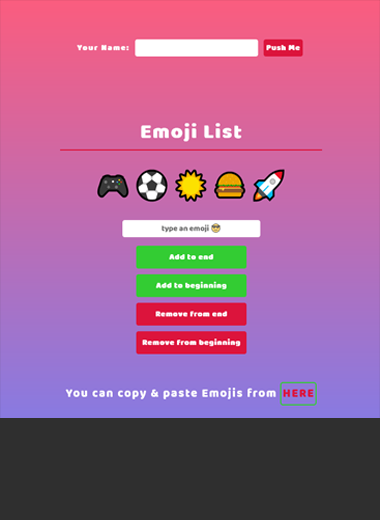 Your Name: Push Me
Emoji List
type an emoji 😎
Add to end
Add to beginning
Remove from end
Remove from beginning
You can copy & paste Emojis from HERE